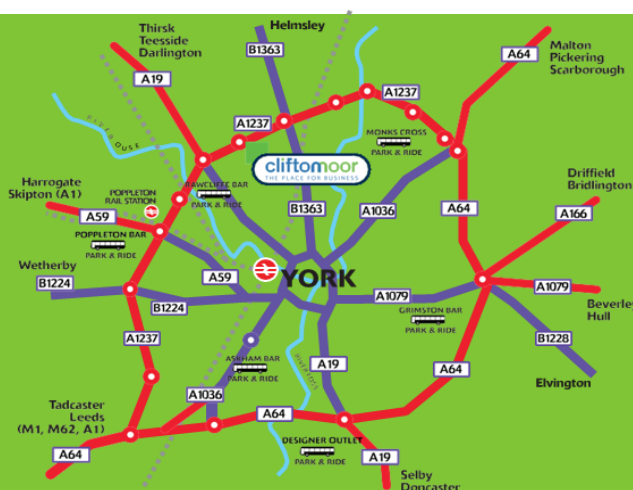 Thirsk
Teesside
Darlington
Helmsley
Malton
Pickering
Scarborough
B1363
A64
A19
A1237
A1237
MONKS CROSS
PARK & RIDE
RIVER OUSE
cliftonmoor
THE PLACE FOR BUSINESS
Harrogate
Skipton (A1)
POPPLETON
RAIL STATION
RAWCLIFFE BAR
PARK & RIDE
Driffield
Bridlington
A59
B1363
A1036
A64
A166
POPPLETON BAR
PARK & RIDE
Wetherby
A59
YORK
B1224
B1224
A1079
A1079
GRIMSTON BAR
PARK & RIDE
Beverley
Hull
A1237
B1228
ASKHAM BAR
PARK & RIDE
A19
A64
Elvington
A1036
Tadcaster
Leeds
(M1, M62, A1)
A64
DESIGNER OUTLET
PARK & RIDE
A64
A19
Selby
Doncaster